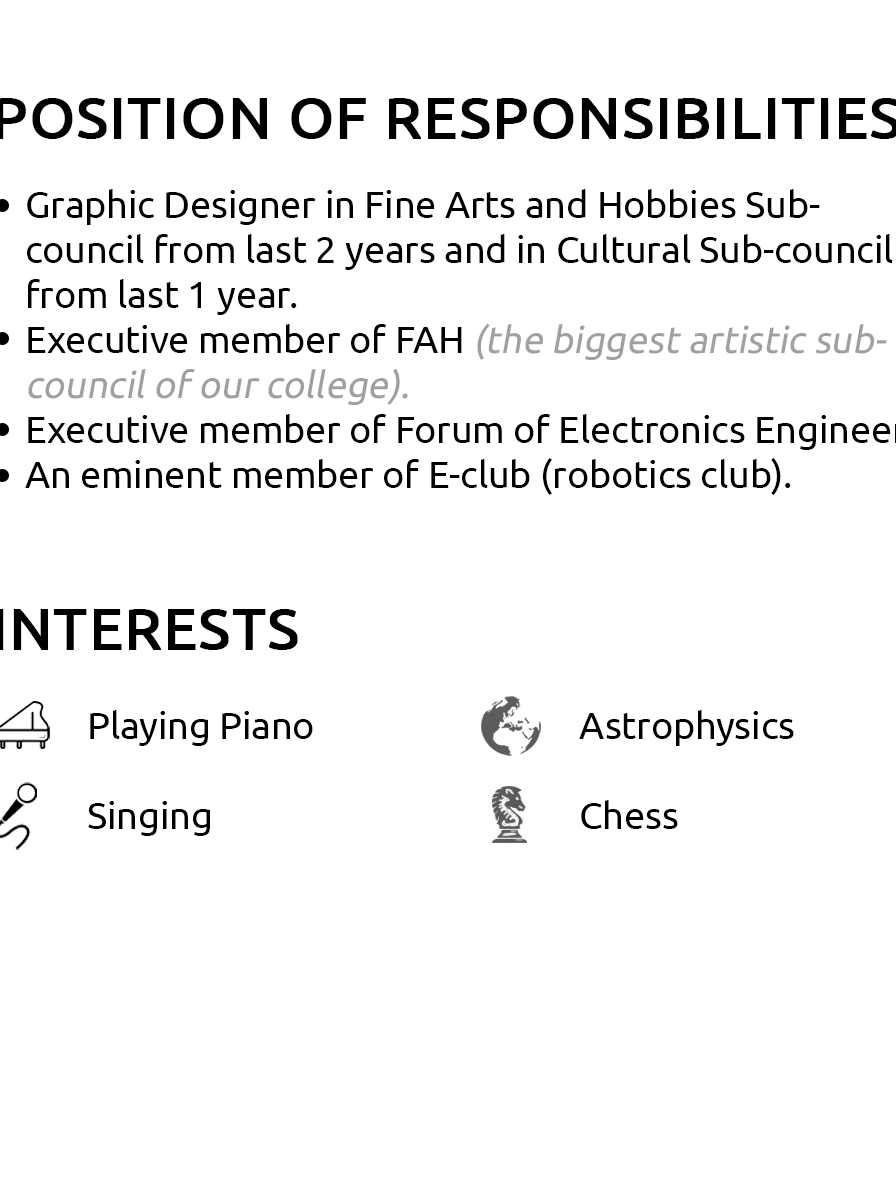 POSITION OF RESPONSIBILITIES
• Graphic Designer in Fine Arts and Hobbies Sub-
council from last 2 years and in Cultural Sub-council
from last 1 year.
• Executive member of FAH (the biggest artistic sub-
council of our college).
• Executive member of Forum of Electronics
• An eminent member of E-club (robotics club).
INTERESTS
Playing Piano
Astrophysics
Singing
Chess